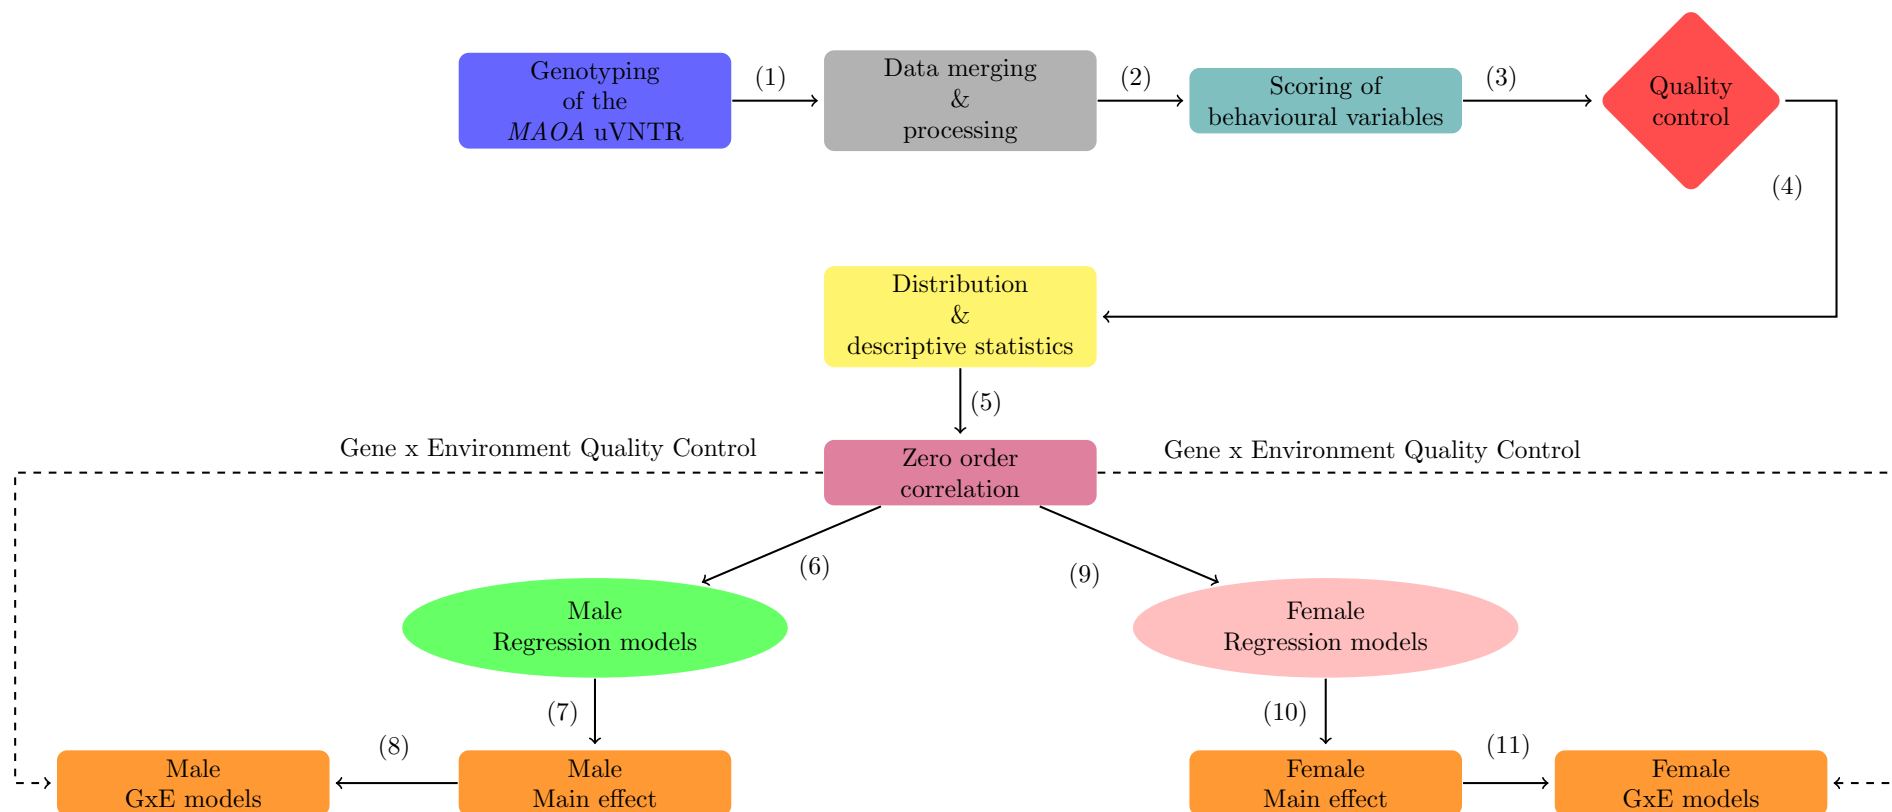 Genotyping
of the
MAOA uVNTR
(1)
Data merging
&
processing
(2)
Scoring of
behavioural variables
(3)
Quality
control
(4)
Distribution
&
descriptive statistics
(5)
Gene x Environment Quality Control
Zero order
correlation
Gene x Environment Quality Control
(6)
(9)
Male
Regression models
Female
Regression models
(7)
(10)
Male
GxE models
(8)
Male
Main effect
Female
Main effect
(11)
Female
GxE models